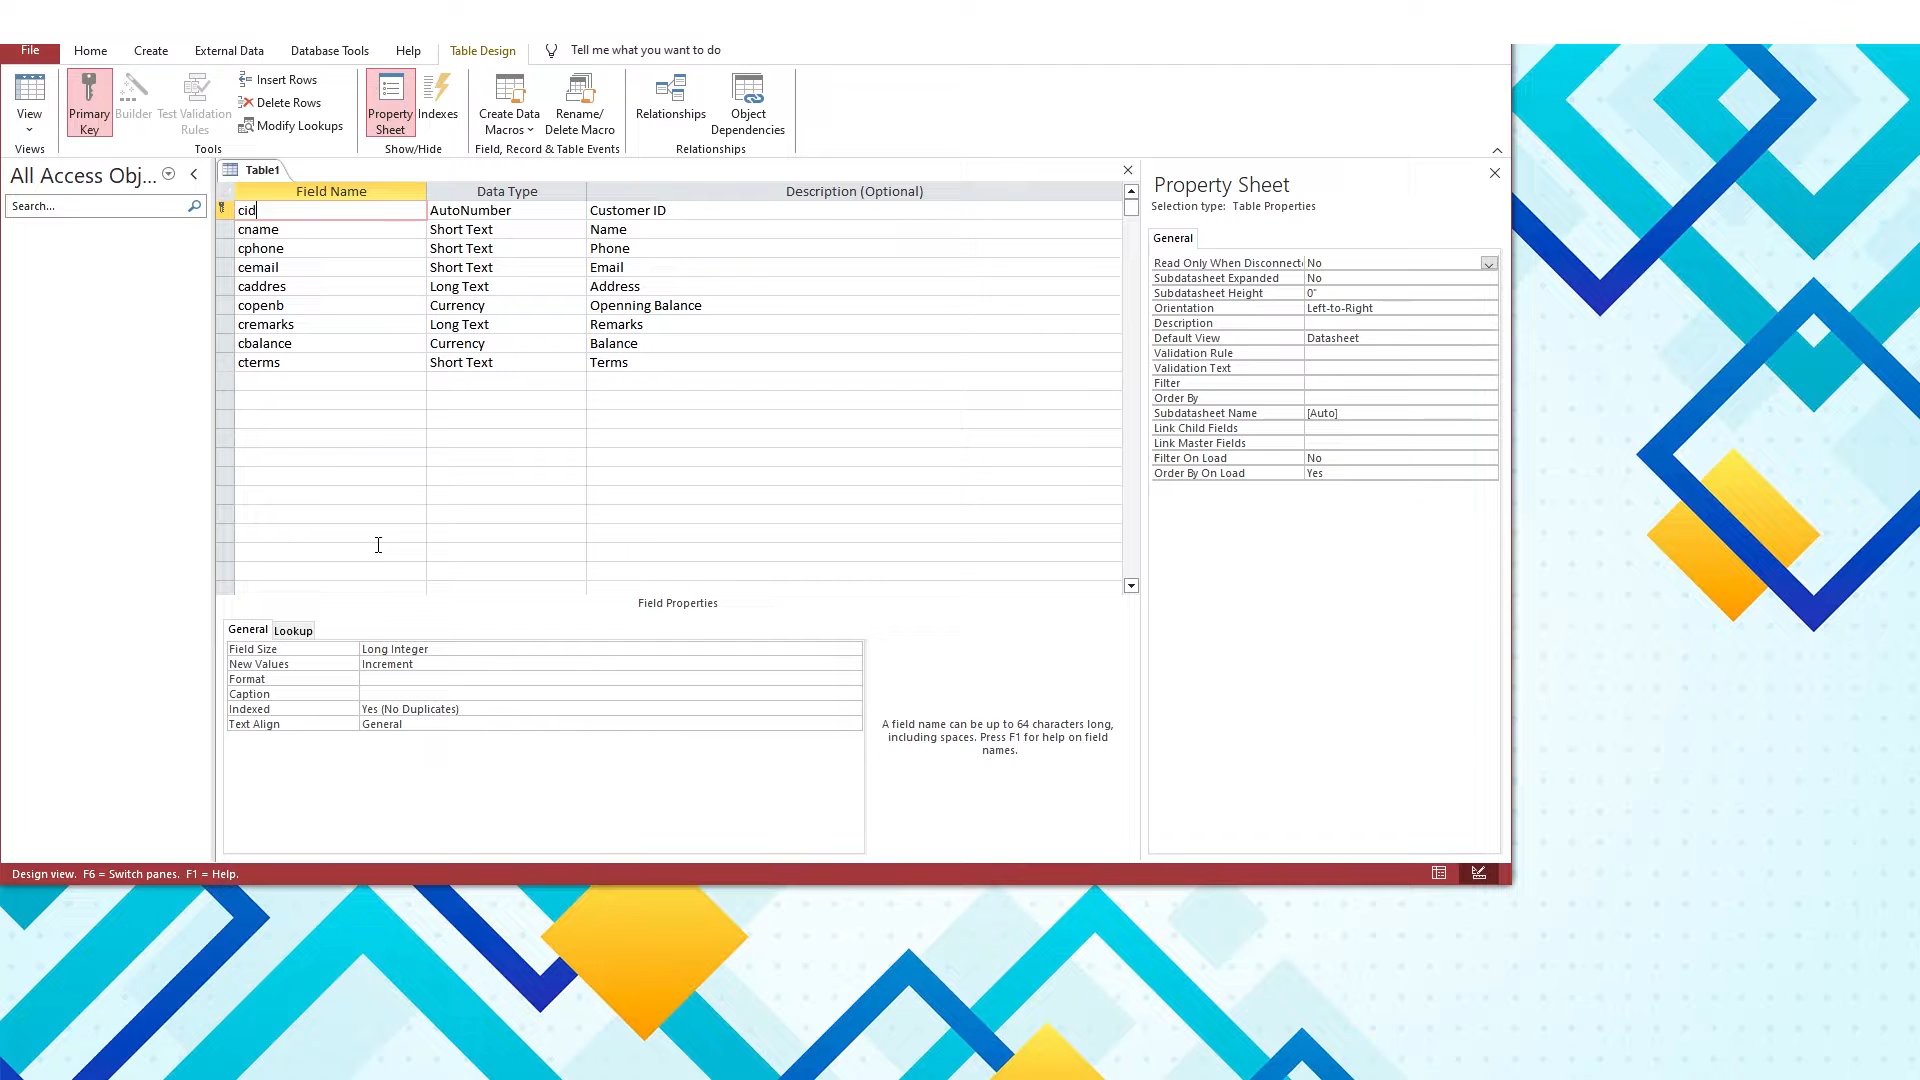 File Home Create External Data Database Tools Help Table Design Tell me what you want to do
View
Primary Key
Builder
Test Validation Rules
Insert Rows
Delete Rows
Modify Lookups
Property Sheet
Indexes
Create Data Macros
Rename/ Delete Macro
Relationships
Object Dependencies
Views Tools Show/Hide Field, Record & Table Events Relationships
All Access Obj...
Search...
Table1
Field Name Data Type Description (Optional)
cid AutoNumber Customer ID
cname Short Text Name
cphone Short Text Phone
cemail Short Text Email
caddres Long Text Address
copenb Currency Openning Balance
cremarks Long Text Remarks
cbalance Currency Balance
cterms Short Text Terms
Field Properties
General Lookup
Field Size Long Integer
New Values Increment
Format
Caption
Indexed Yes (No Duplicates)
Text Align General
A field name can be up to 64 characters long,
including spaces. Press F1 for help on field
names.
Property Sheet
Selection type: Table Properties
General
Read Only When Disconnect No
Subdatasheet Expanded No
Subdatasheet Height 0"
Orientation Left-to-Right
Description
Default View Datasheet
Validation Rule
Validation Text
Filter
Order By
Subdatasheet Name [Auto]
Link Child Fields
Link Master Fields
Filter On Load No
Order By On Load Yes
Design view. F6 = Switch panes. F1 = Help.